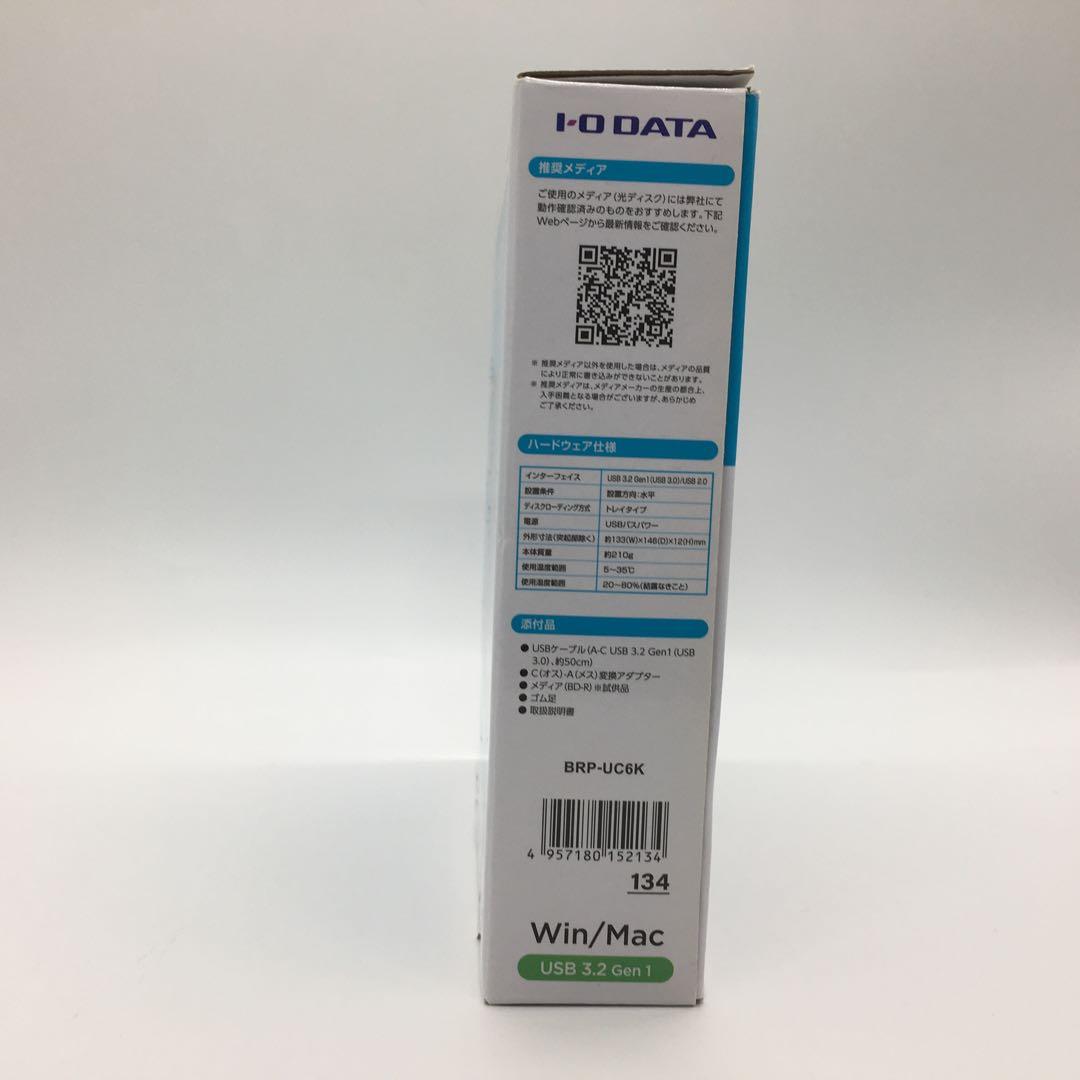 I-O DATA
推奨メディア
ご使用のメディア(光ディスク)には弊社にて
動作確認済みのものをおすすめします。下記
Webページから最新情報をご確認ください。
※ 推奨メディア以外を使用した場合は、メディアの品質
により正常に書き込みができないことがあります。
※ 推奨メディアは、メディアメーカーの生産の都合上、
入手困難となる場合がございますが、あらかじめ
ご了承ください。
ハードウェア仕様
インターフェイス USB 3.2 Gen1(USB 3.0)/USB 2.0
設置条件 設置方向:水平
ディスクローディング方式 トレイタイプ
電源 USBバスパワー
外形寸法(突起部除く) 約133(W)×146(D)×12(H)mm
本体質量 約210g
使用温度範囲 5～35℃
使用湿度範囲 20～80%(結露なきこと)
添付品
● USBケーブル(A-C USB 3.2 Gen1(USB
3.0)、約50cm)
● C(オス)-A(メス)変換アダプター
● メディア(BD-R)※試供品
● ゴム足
● 取扱説明書
BRP-UC6K
4 957180 152134
134
Win/Mac
USB 3.2 Gen 1